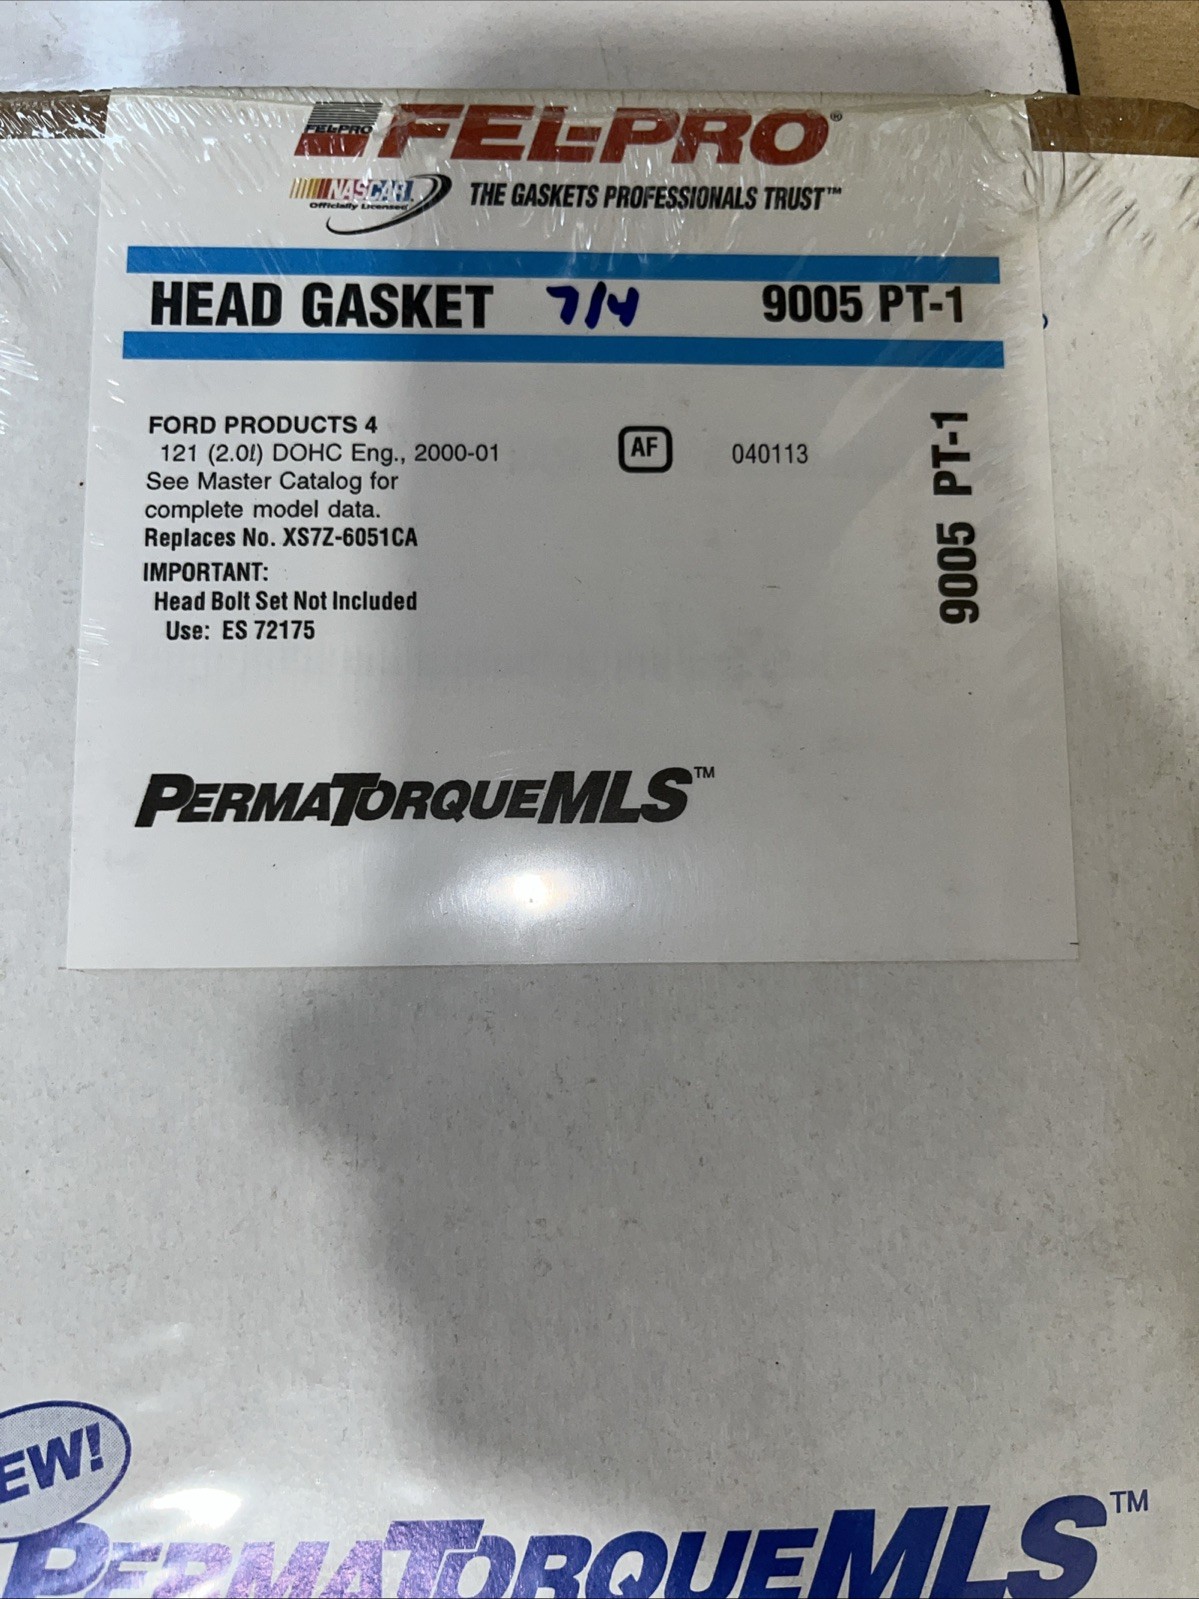 FEL-PRO
FEL-PRO®
NASCAR.
Officially Licensed
THE GASKETS PROFESSIONALS TRUST™
HEAD GASKET 7/4 9005 PT-1
FORD PRODUCTS 4
121 (2.0ℓ) DOHC Eng., 2000-01
See Master Catalog for
complete model data.
Replaces No. XS7Z-6051CA
AF 040113
9005 PT-1
IMPORTANT:
Head Bolt Set Not Included
Use: ES 72175
PERMATORQUEMLS™
EW!
PERMATORQUEMLS™